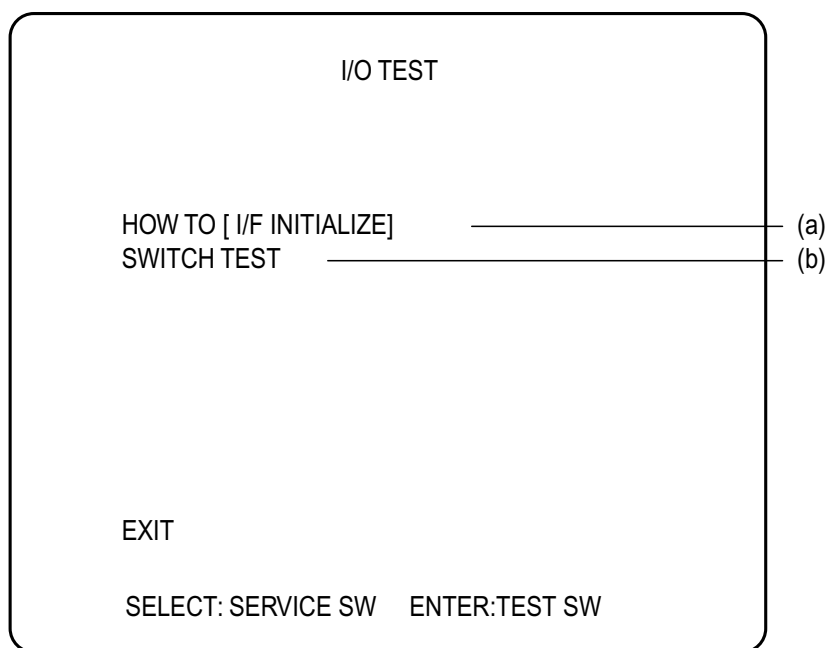 I/O TEST
HOW TO [ I/F INITIALIZE] (a)
SWITCH TEST (b)
EXIT
SELECT: SERVICE SW ENTER:TEST SW